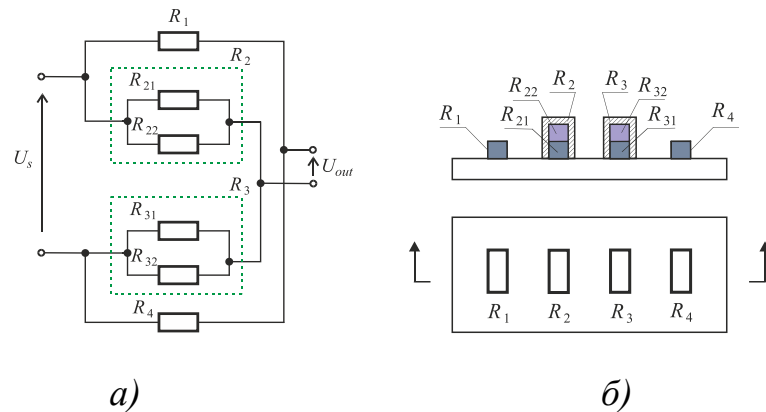 R1
R2
R21
R22
Us
Uout
R3
R31
R32
R4
R22 R2 R3 R32
R1 R21 R31 R4
R1 R2 R3 R4
а) б)